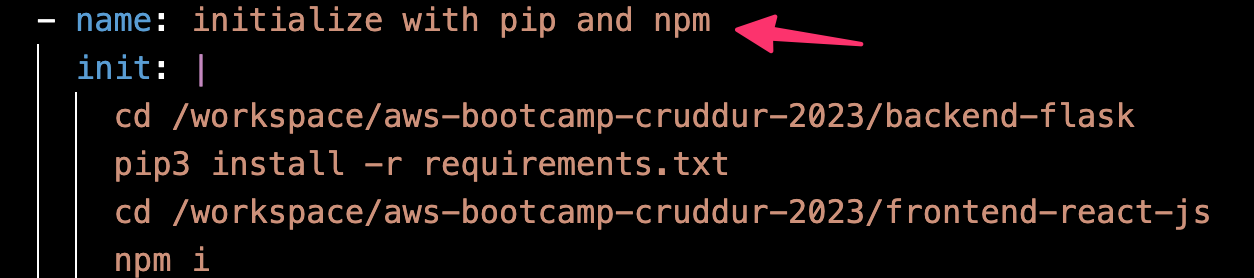 - name: initialize with pip and npm
init: |
cd /workspace/aws-bootcamp-cruddur-2023/backend-flask
pip3 install -r requirements.txt
cd /workspace/aws-bootcamp-cruddur-2023/frontend-react-js
npm i